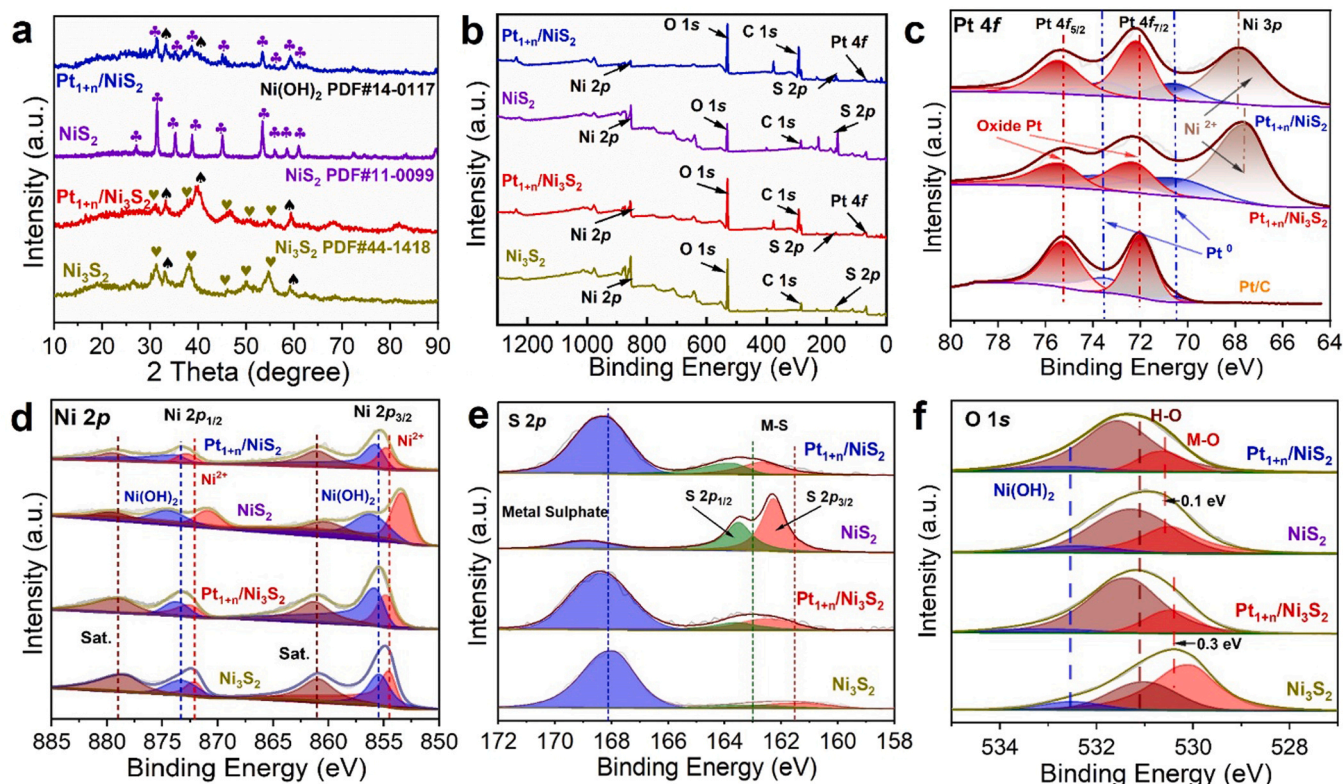 a
♣ ♠ ♣ ♣ ♠ ♣ ♣ ♣ ♣ ♣
Pt₁₊ₙ/NiS₂
Ni(OH)₂ PDF#14-0117
NiS₂
NiS₂ PDF#11-0099
Pt₁₊ₙ/Ni₃S₂
Ni₃S₂ PDF#44-1418
Ni₃S₂
Intensity (a.u.)
10 20 30 40 50 60 70 80 90
2 Theta (degree)
b
O 1s
C 1s
Pt 4f
Pt₁₊ₙ/NiS₂
Ni 2p
S 2p
NiS₂
Ni 2p
O 1s
C 1s
S 2p
Pt₁₊ₙ/Ni₃S₂
Ni 2p
O 1s
C 1s
S 2p
Pt 4f
Ni₃S₂
Ni 2p
O 1s
C 1s
S 2p
Intensity (a.u.)
1200 1000 800 600 400 200 0
Binding Energy (eV)
c
Pt 4f
Pt 4f₅/₂
Pt 4f₇/₂
Ni 3p
Pt₁₊ₙ/NiS₂
Oxide Pt
Ni²⁺
Pt₁₊ₙ/Ni₃S₂
Pt⁰
Pt/C
Intensity (a.u.)
80 78 76 74 72 70 68 66 64
Binding Energy (eV)
d
Ni 2p
Ni 2p₁/₂
Ni 2p₃/₂
Pt₁₊ₙ/NiS₂
Ni²⁺
Ni²⁺
Ni(OH)₂
Ni(OH)₂
NiS₂
Pt₁₊ₙ/Ni₃S₂
Sat.
Sat.
Ni₃S₂
Intensity (a.u.)
885 880 875 870 865 860 855 850
Binding Energy (eV)
e
S 2p
M-S
Pt₁₊ₙ/NiS₂
S 2p₁/₂
S 2p₃/₂
Metal Sulphate
NiS₂
Pt₁₊ₙ/Ni₃S₂
Ni₃S₂
Intensity (a.u.)
172 170 168 166 164 162 160 158
Binding Energy (eV)
f
O 1s
H-O
M-O
Pt₁₊ₙ/NiS₂
Ni(OH)₂
0.1 eV
NiS₂
Pt₁₊ₙ/Ni₃S₂
0.3 eV
Ni₃S₂
Intensity (a.u.)
534 532 530 528
Binding Energy (eV)